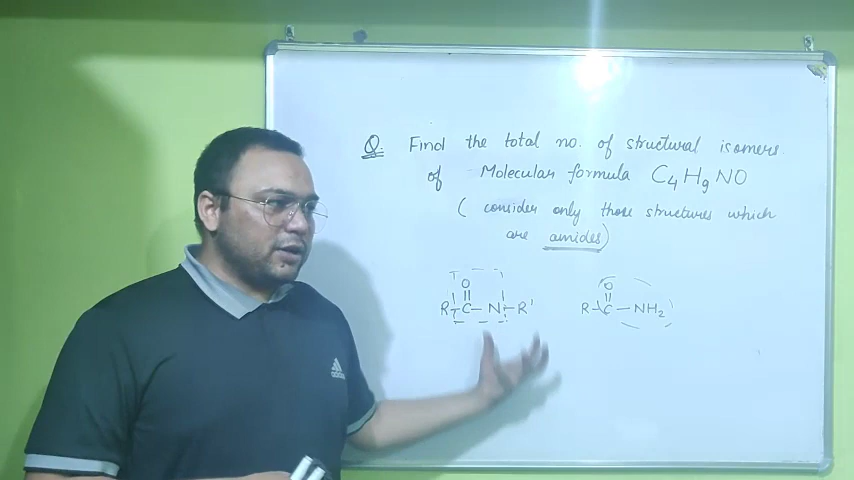 Q. Find the total no. of structural isomers
of Molecular formula C4H9NO
( consider only those structures which
are amides)
O O
R-C-N-R' R-C-NH2
adidas